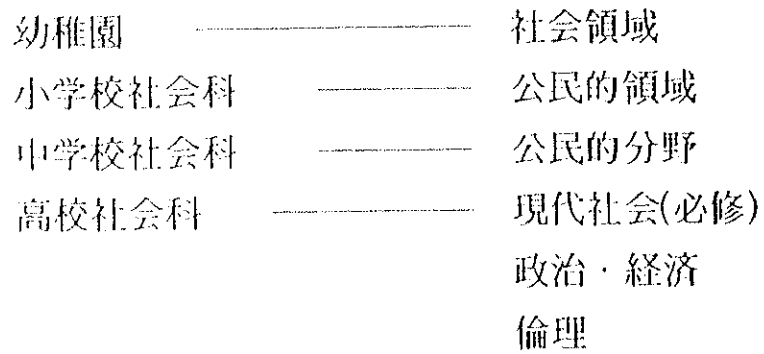 幼稚園 ――― 社会領域
小学校社会科 ――― 公民的領域
中学校社会科 ――― 公民的分野
高校社会科 ――― 現代社会(必修)
政治・経済
倫理